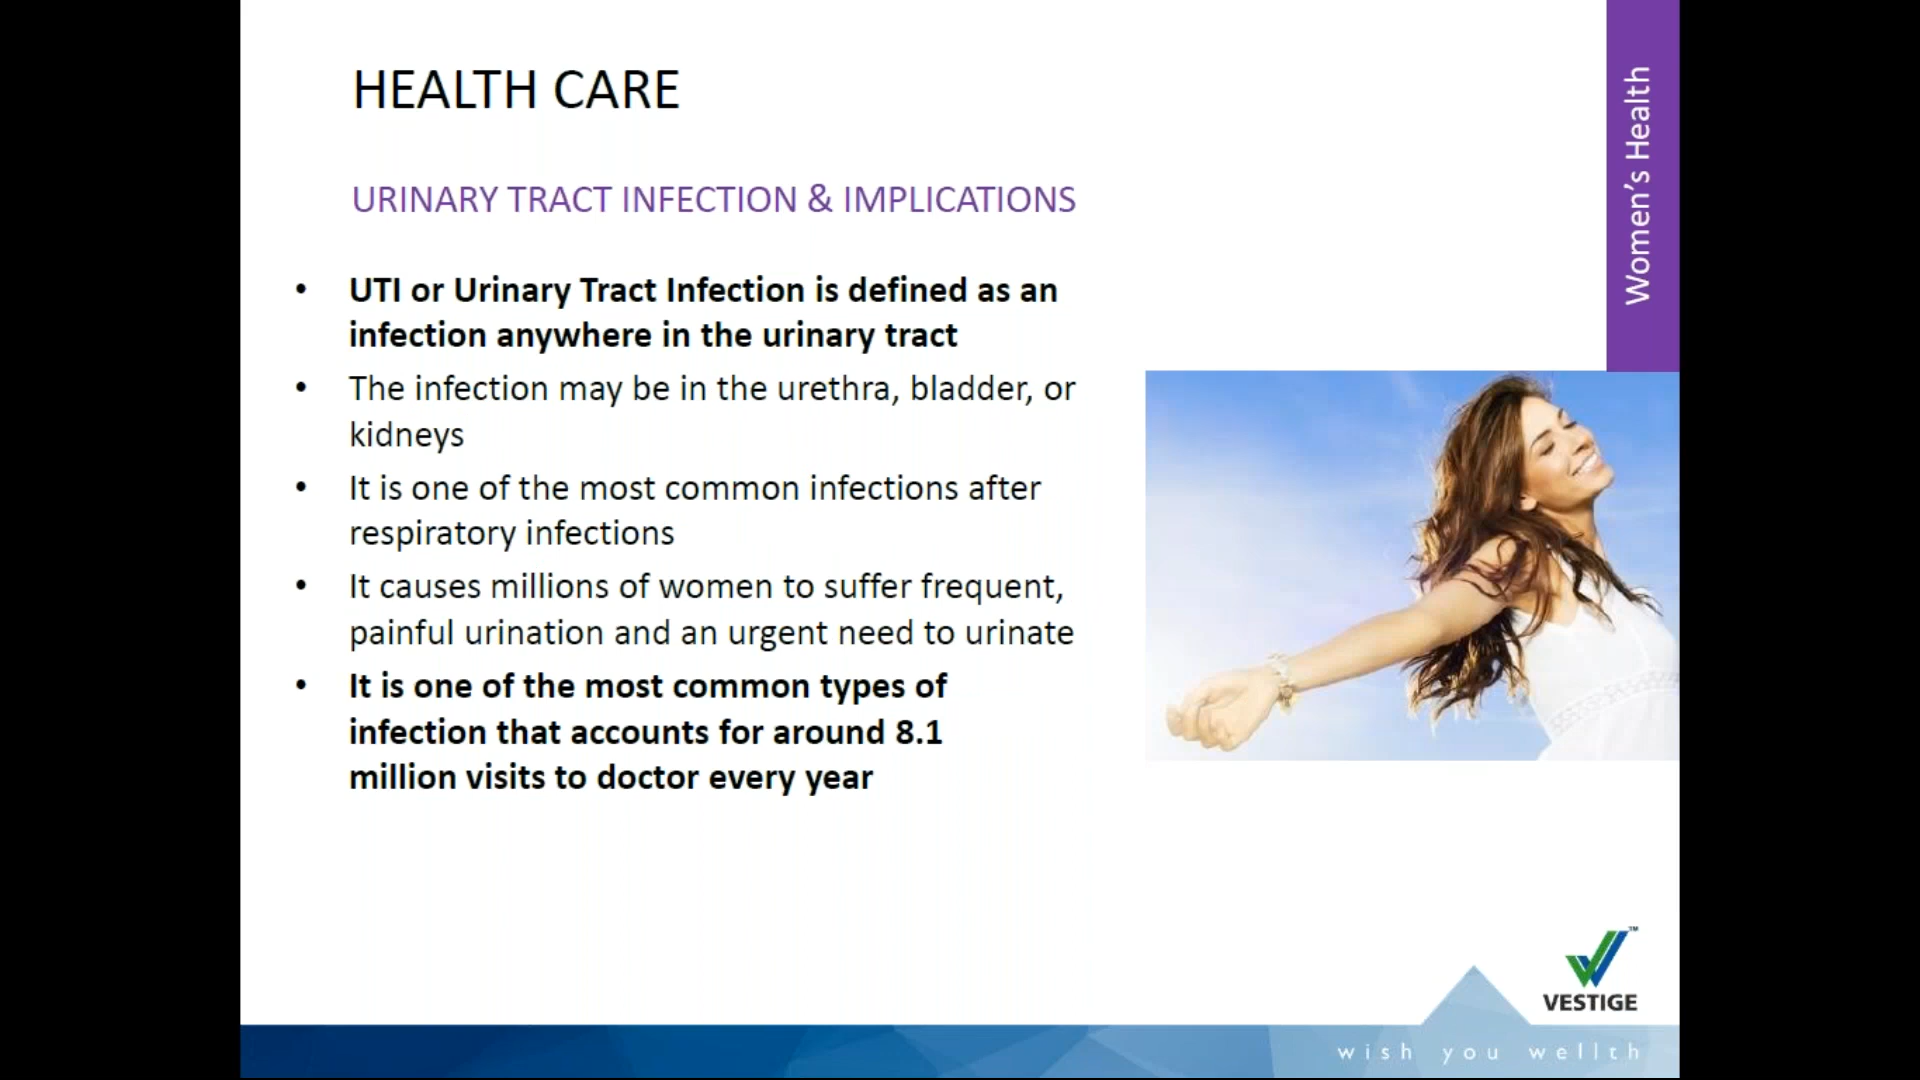 HEALTH CARE
Women's Health
URINARY TRACT INFECTION & IMPLICATIONS
• UTI or Urinary Tract Infection is defined as an
infection anywhere in the urinary tract
• The infection may be in the urethra, bladder, or
kidneys
• It is one of the most common infections after
respiratory infections
• It causes millions of women to suffer frequent,
painful urination and an urgent need to urinate
• It is one of the most common types of
infection that accounts for around 8.1
million visits to doctor every year
TM
VESTIGE
wish you wellth